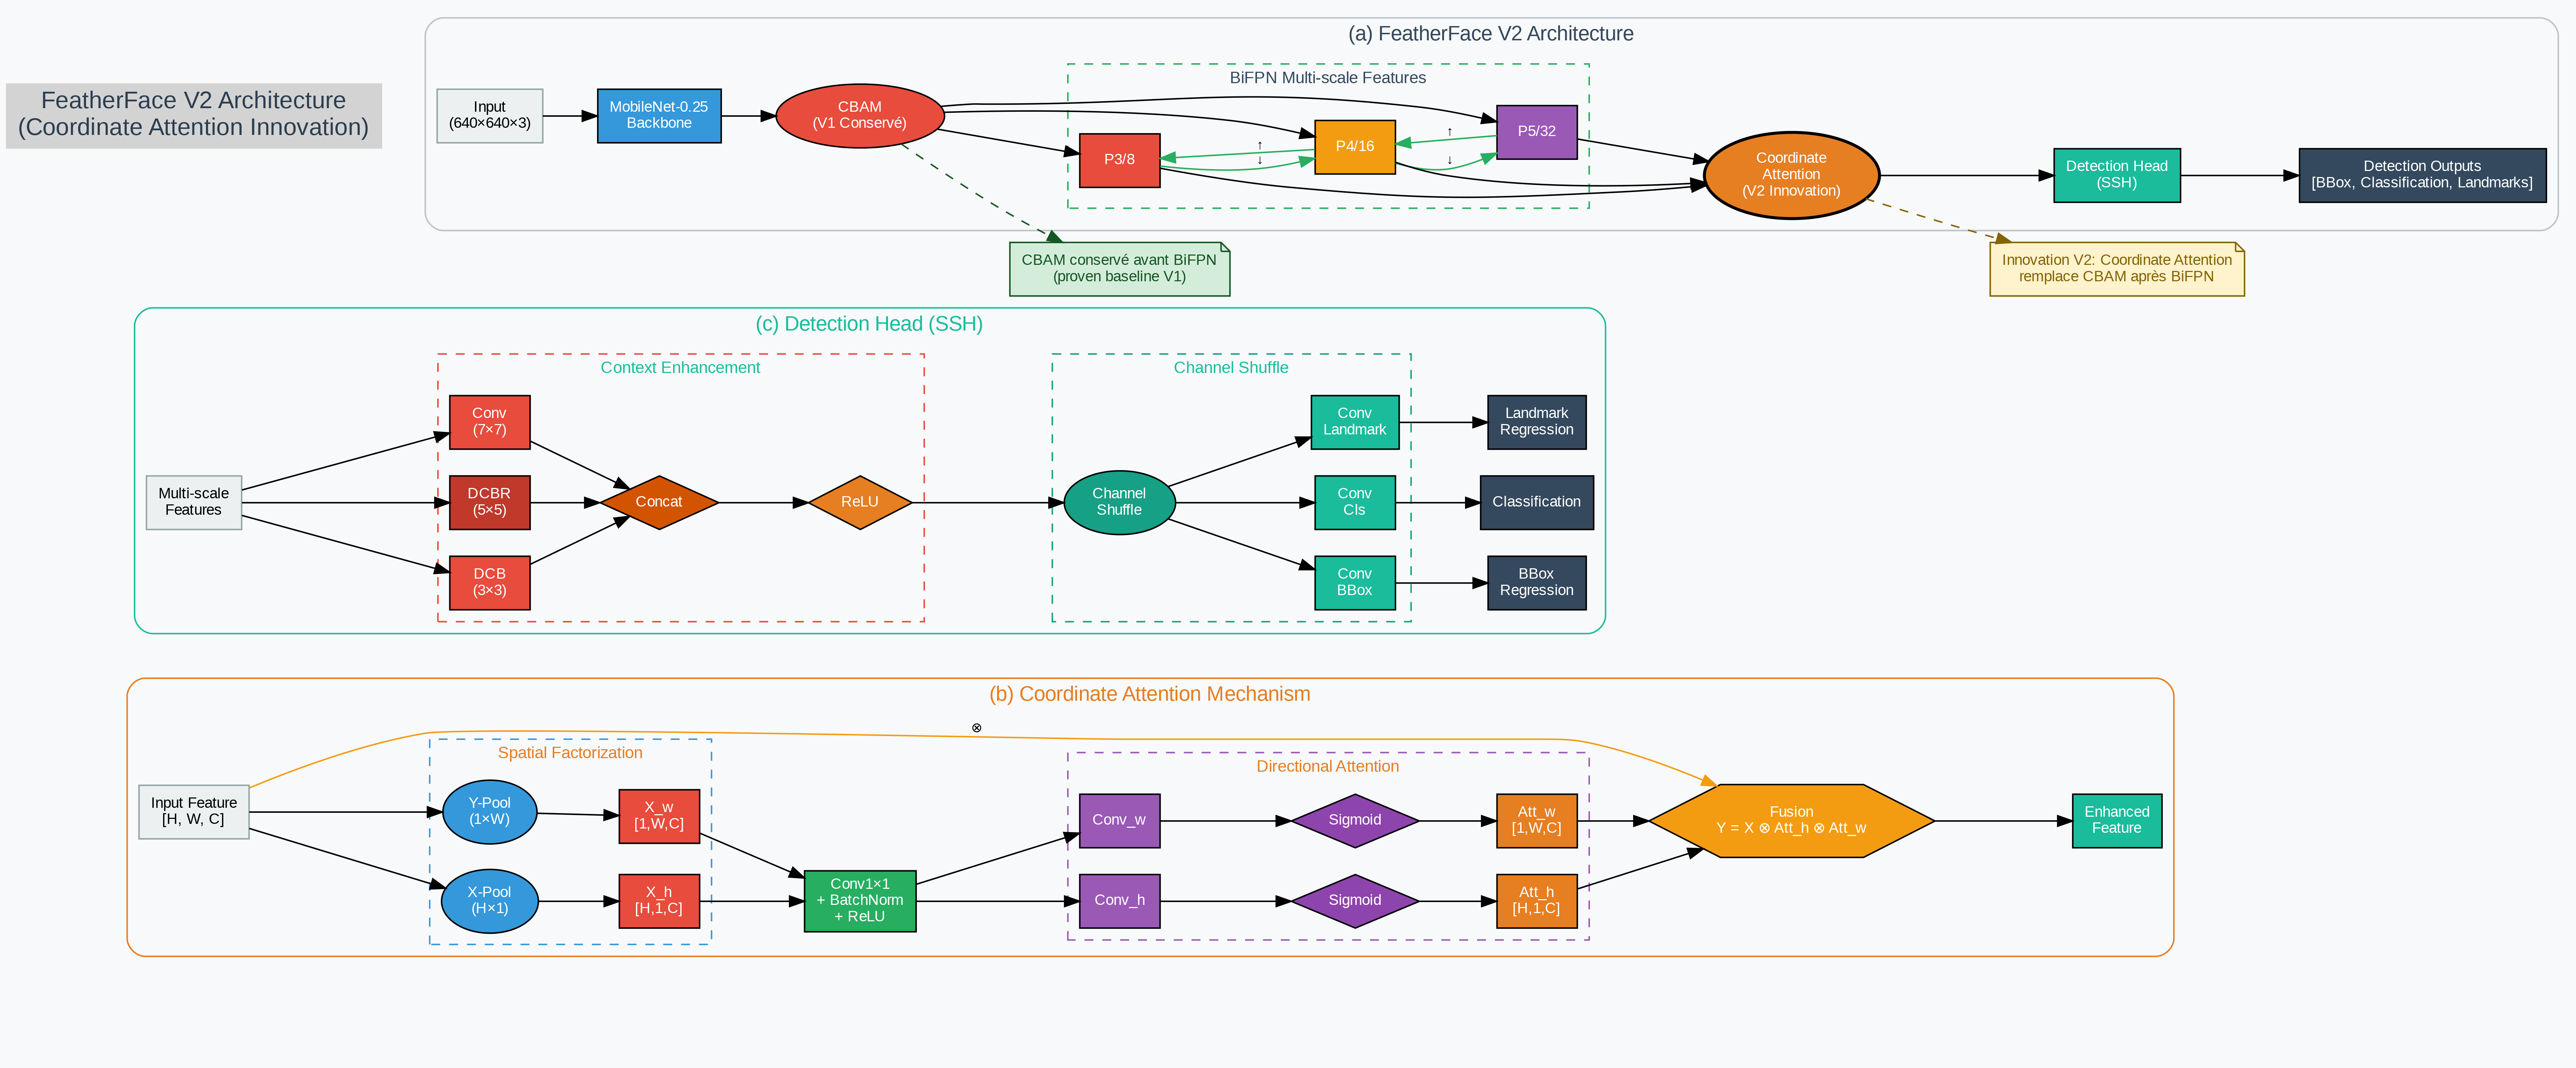 FeatherFace V2 Architecture
(Coordinate Attention Innovation)
(a) FeatherFace V2 Architecture
Input
(640×640×3)
MobileNet-0.25
Backbone
CBAM
(V1 Conservé)
BiFPN Multi-scale Features
P3/8
↑
↓
P4/16
↑
↓
P5/32
Coordinate
Attention
(V2 Innovation)
Detection Head
(SSH)
Detection Outputs
[BBox, Classification, Landmarks]
CBAM conservé avant BiFPN
(proven baseline V1)
Innovation V2: Coordinate Attention
remplace CBAM après BiFPN
(c) Detection Head (SSH)
Multi-scale
Features
Context Enhancement
Conv
(7×7)
DCBR
(5×5)
DCB
(3×3)
Concat
ReLU
Channel Shuffle
Channel
Shuffle
Conv
Landmark
Conv
Cls
Conv
BBox
Landmark
Regression
Classification
BBox
Regression
(b) Coordinate Attention Mechanism
⊗
Input Feature
[H, W, C]
Spatial Factorization
Y-Pool
(1×W)
X_w
[1,W,C]
X-Pool
(H×1)
X_h
[H,1,C]
Conv1×1
+ BatchNorm
+ ReLU
Directional Attention
Conv_w
Sigmoid
Att_w
[1,W,C]
Conv_h
Sigmoid
Att_h
[H,1,C]
Fusion
Y = X ⊗ Att_h ⊗ Att_w
Enhanced
Feature